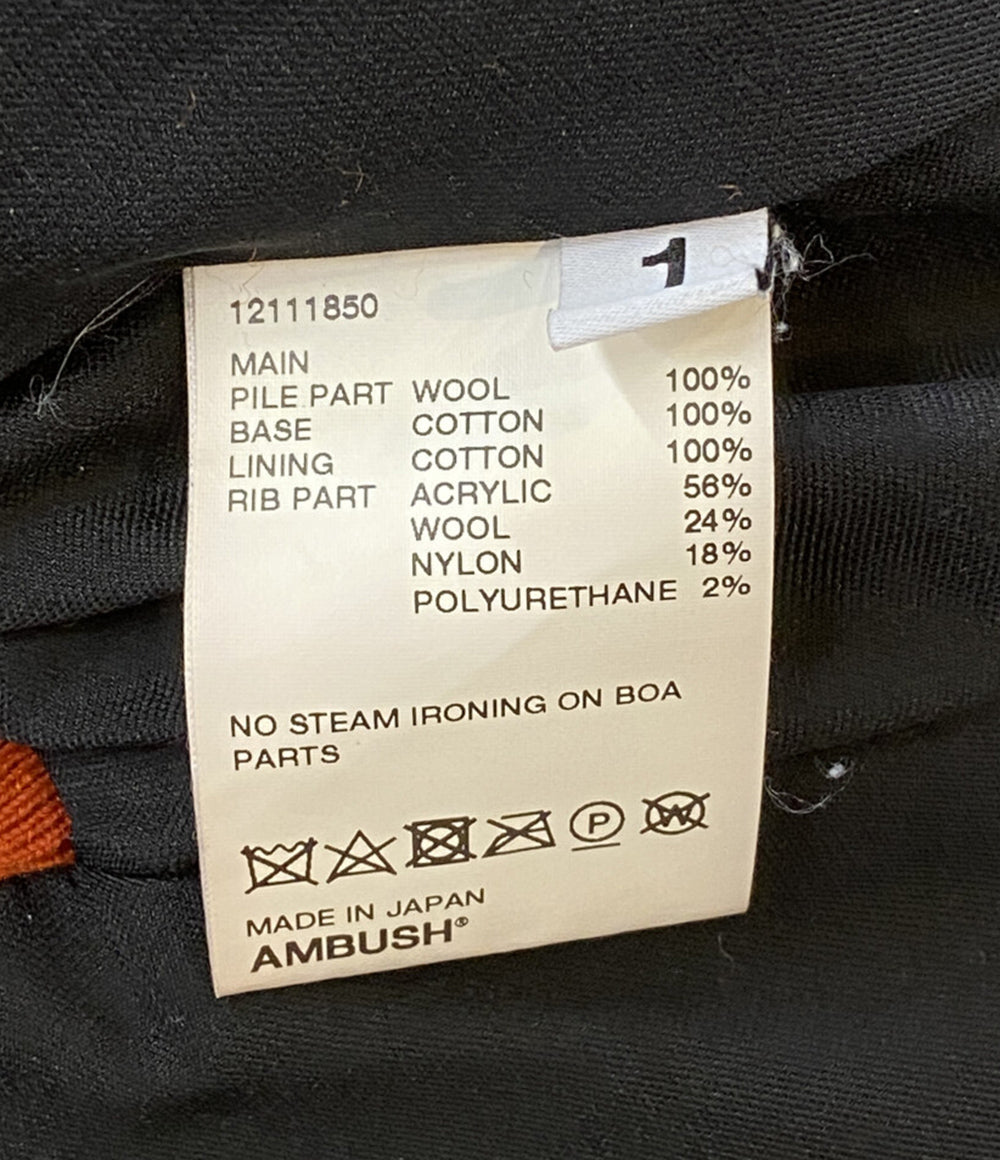 1
12111850
MAIN
PILE PART WOOL 100%
BASE COTTON 100%
LINING COTTON 100%
RIB PART ACRYLIC 56%
WOOL 24%
NYLON 18%
POLYURETHANE 2%
NO STEAM IRONING ON BOA
PARTS
P W
MADE IN JAPAN
AMBUSH®